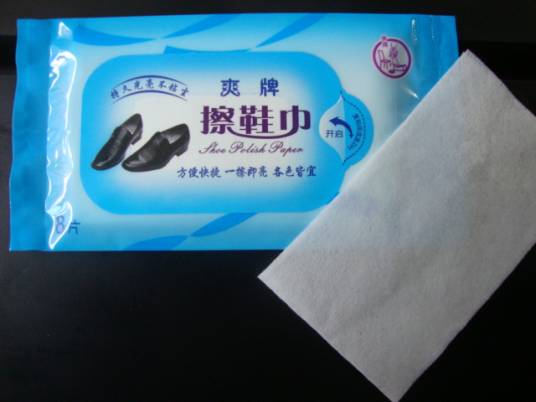 爽牌
持久光亮不粘尘
擦鞋巾
Shoe Polish Paper
开启
方便快捷 一擦即亮 各色皆宜
8片